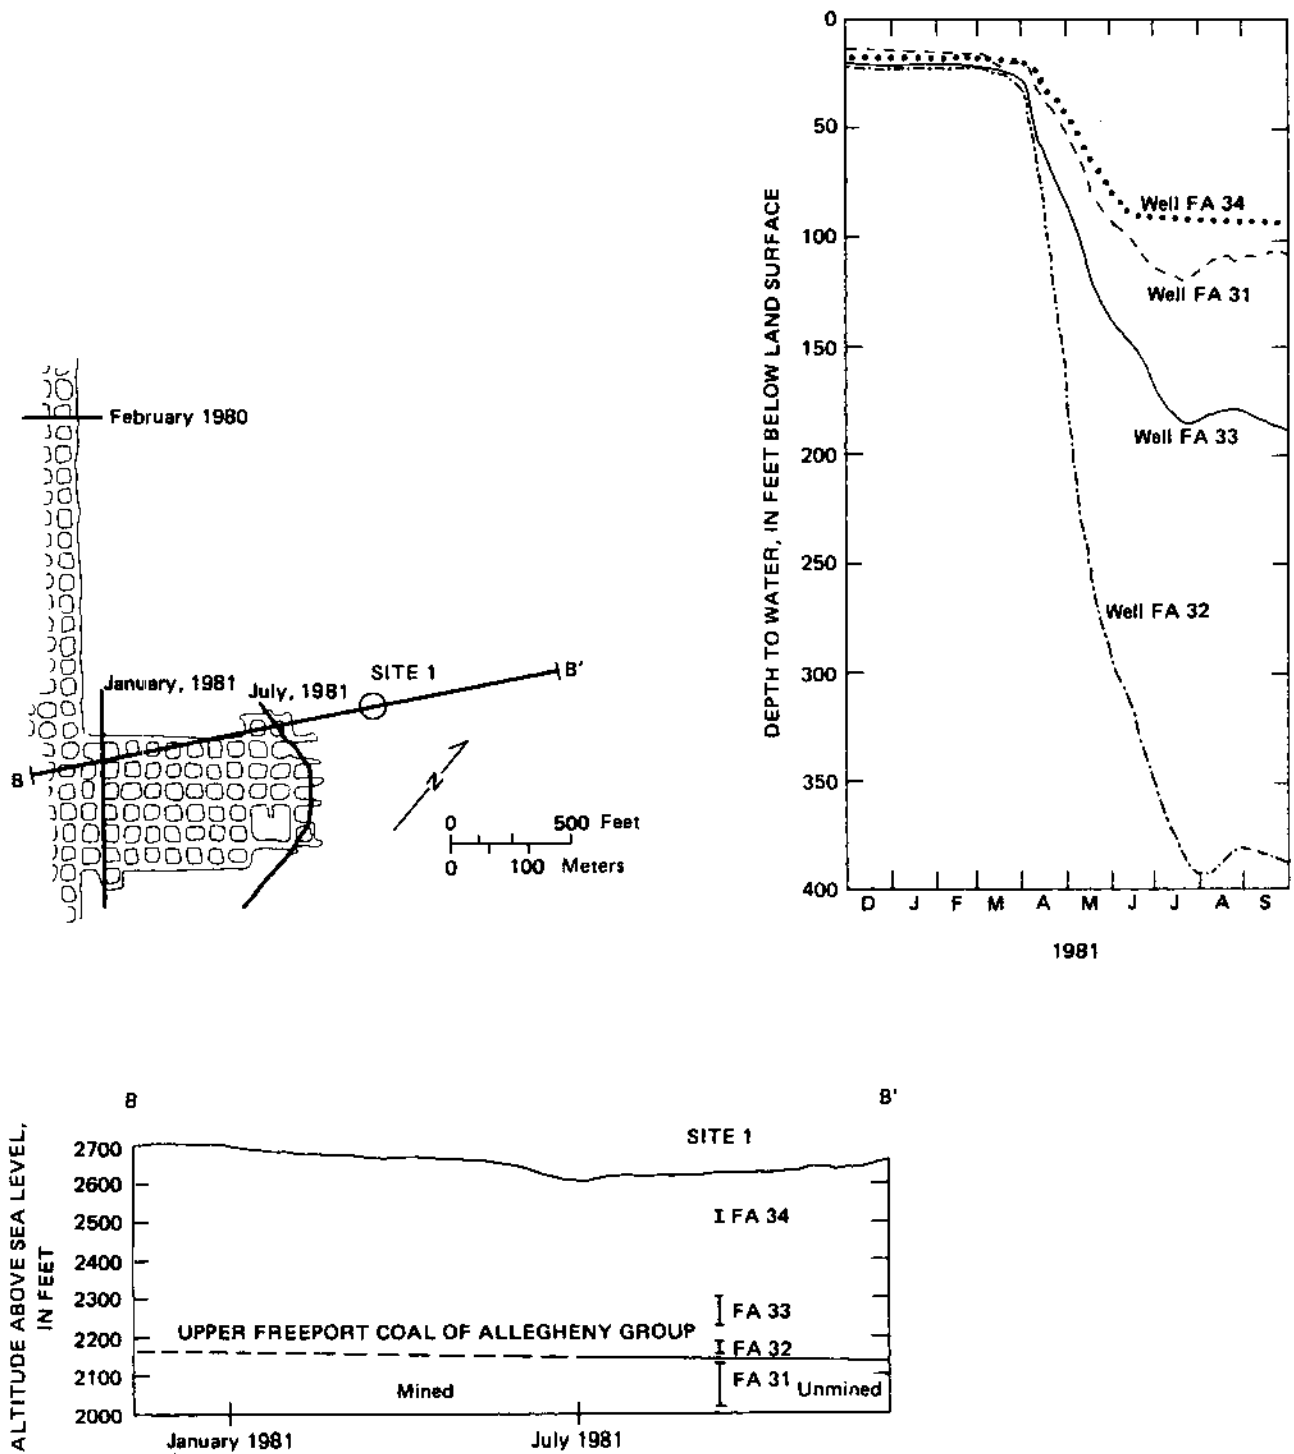 0
50
100
150
200
250
300
350
400
DEPTH TO WATER, IN FEET BELOW LAND SURFACE
Well FA 34
Well FA 31
Well FA 33
Well FA 32
D J F M A M J J A S
1981
February 1980
January, 1981
July, 1981
SITE 1
B
B'
N
0 500 Feet
0 100 Meters
B
B'
SITE 1
ALTITUDE ABOVE SEA LEVEL,
IN FEET
2700
2600
2500
2400
2300
2200
2100
2000
FA 34
FA 33
UPPER FREEPORT COAL OF ALLEGHENY GROUP
FA 32
FA 31
Mined
Unmined
January 1981
July 1981